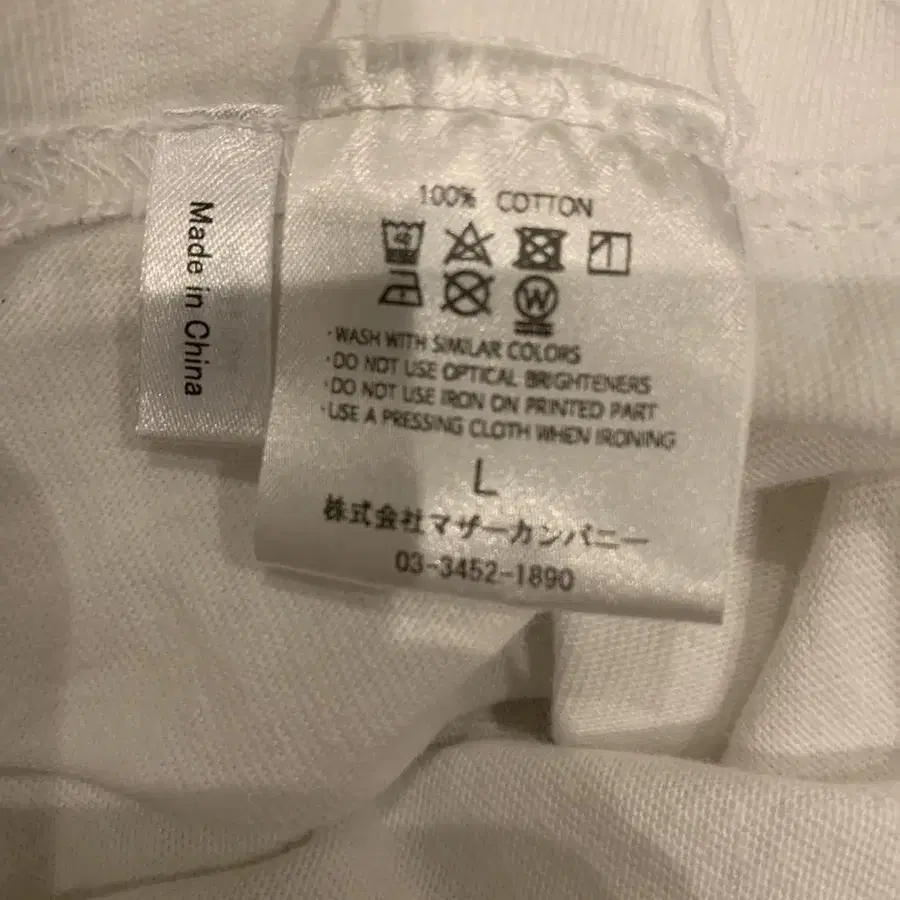 Made in China
100% COTTON
40
W
・WASH WITH SIMILAR COLORS
・DO NOT USE OPTICAL BRIGHTENERS
・DO NOT USE IRON ON PRINTED PART
・USE A PRESSING CLOTH WHEN IRONING
L
株式会社マザーカンパニー
03-3452-1890